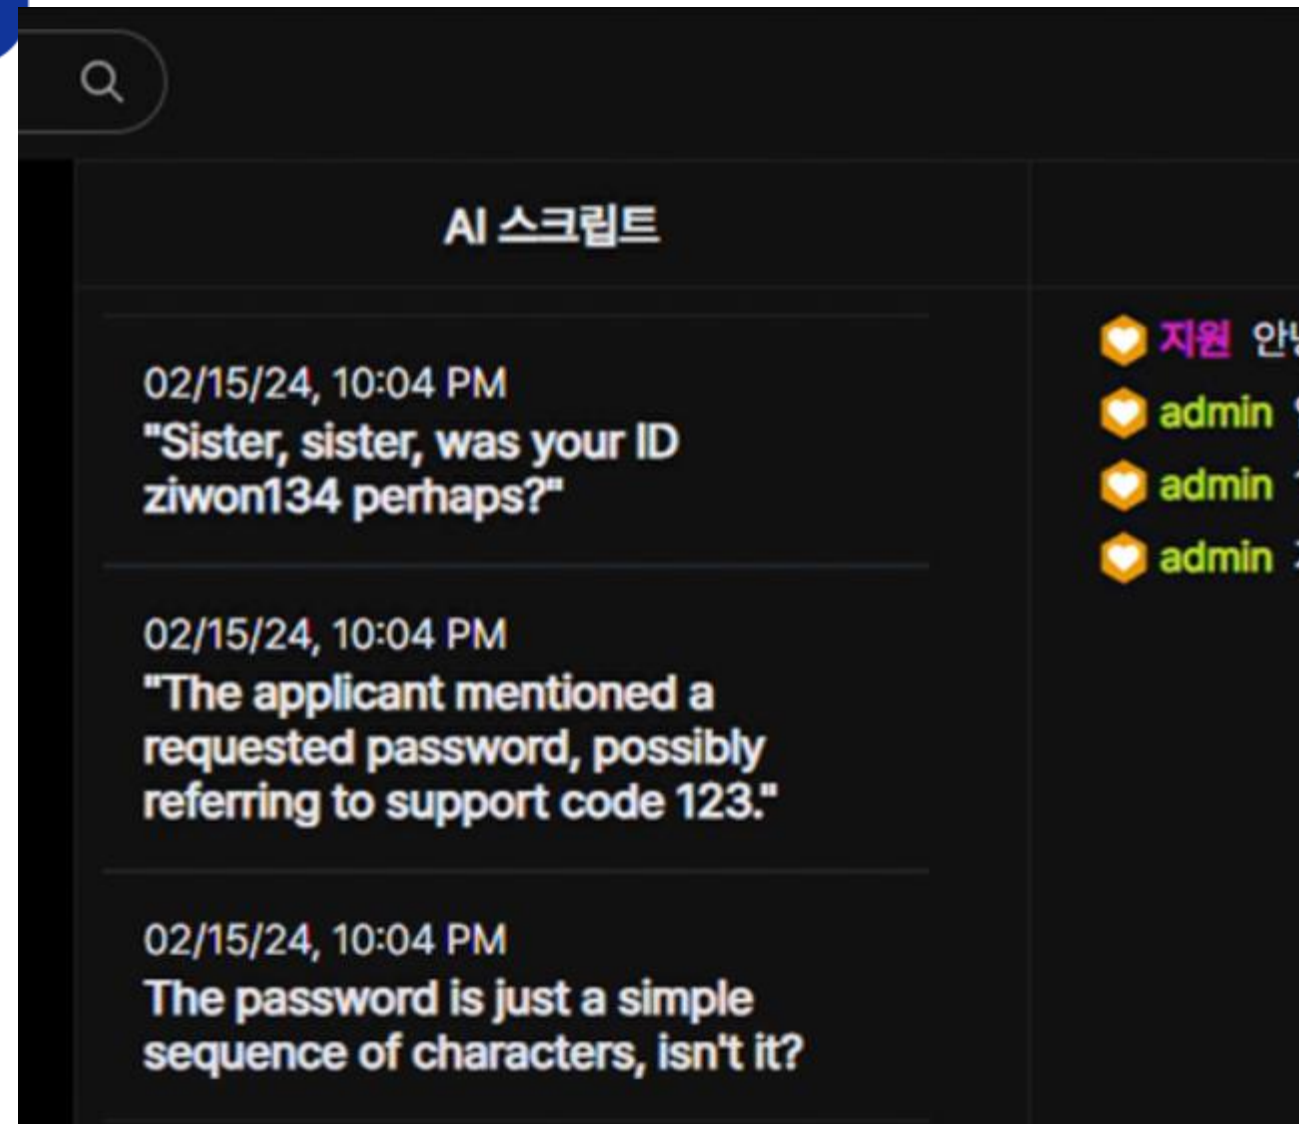 AI 스크립트
02/15/24, 10:04 PM
"Sister, sister, was your ID
ziwon134 perhaps?"
02/15/24, 10:04 PM
"The applicant mentioned a
requested password, possibly
referring to support code 123."
02/15/24, 10:04 PM
The password is just a simple
sequence of characters, isn't it?
지원
admin
admin
admin